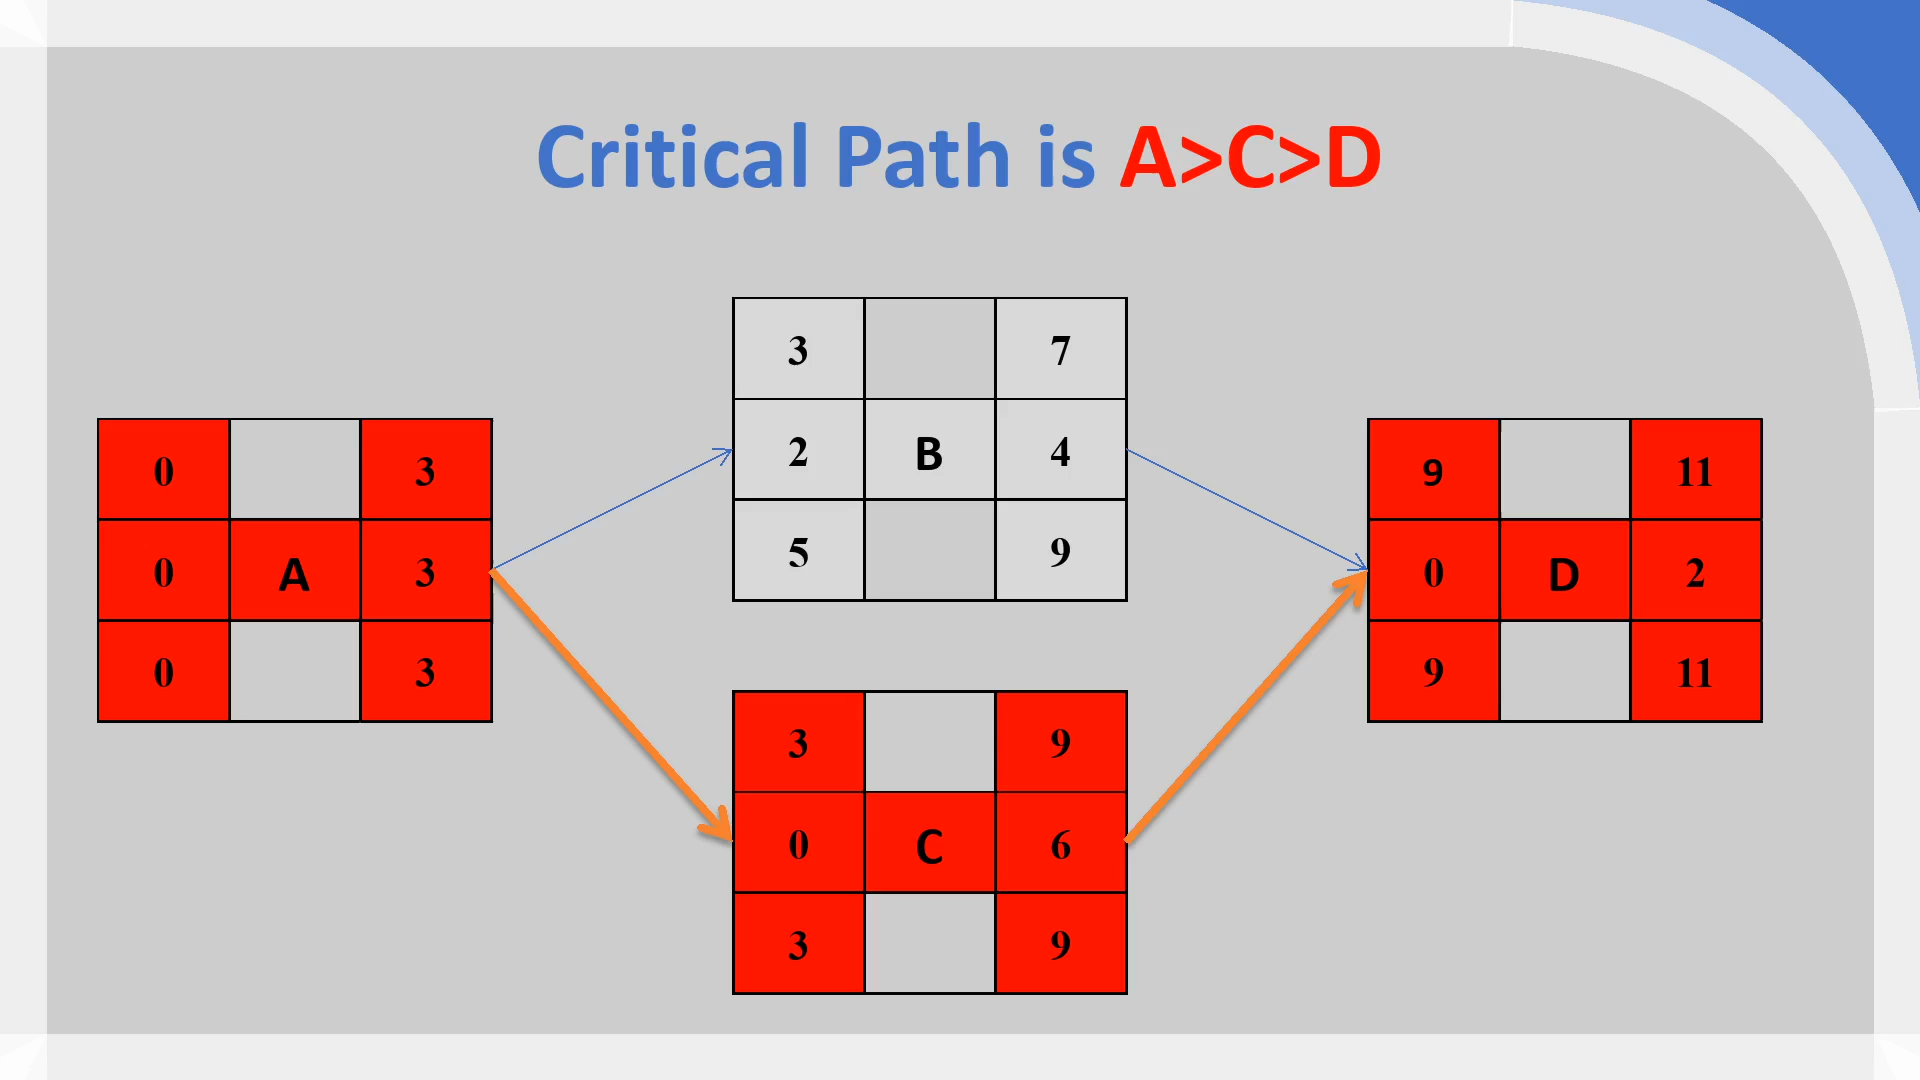 Critical Path is A>C>D
3 7
2 B 4
5 9
0 3
0 A 3
0 3
9 11
0 D 2
9 11
3 9
0 C 6
3 9